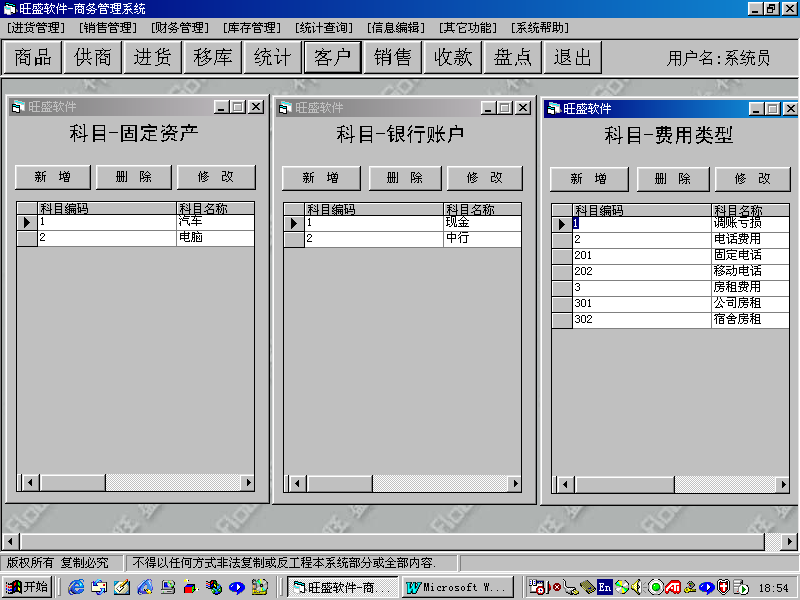 旺盛软件-商务管理系统
[进货管理] [销售管理] [财务管理] [库存管理] [统计查询] [信息编辑] [其它功能] [系统帮助]
商品 供商 进货 移库 统计 客户 销售 收款 盘点 退出 用户名:系统员
旺盛软件
科目-固定资产
新 增 删 除 修 改
科目编码 科目名称
1 汽车
2 电脑
旺盛软件
科目-银行账户
新 增 删 除 修 改
科目编码 科目名称
1 现金
2 中行
旺盛软件
科目-费用类型
新 增 删 除 修 改
科目编码 科目名称
1 调账亏损
2 电话费用
201 固定电话
202 移动电话
3 房租费用
301 公司房租
302 宿舍房租
版权所有 复制必究 不得以任何方式非法复制或反工程本系统部分或全部内容.
开始 旺盛软件-商... Microsoft W... En 18:54